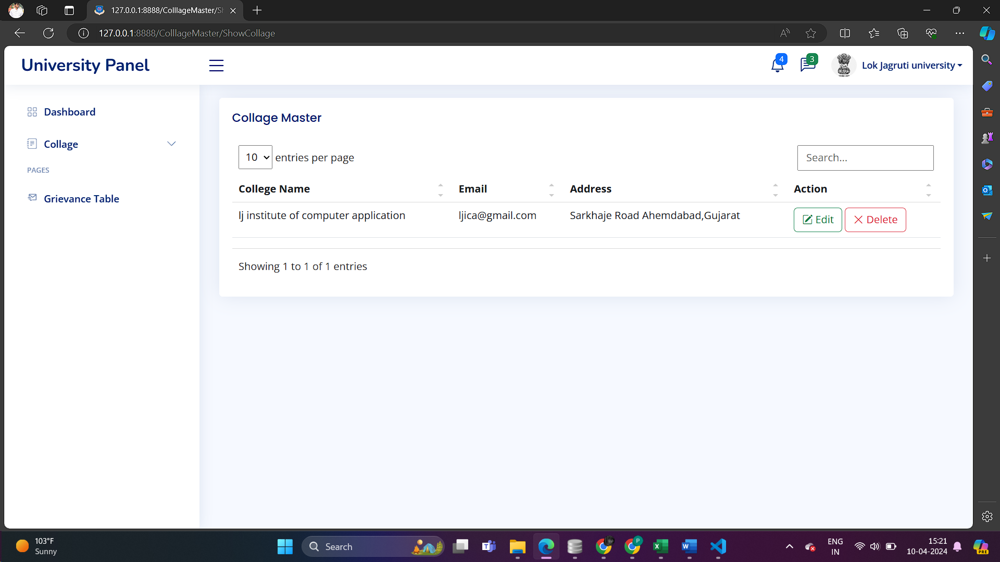 127.0.0.1:8888/ColllageMaster/Sh
127.0.0.1:8888/ColllageMaster/ShowCollage
University Panel
4
3
Lok Jagruti university
Dashboard
Collage
PAGES
Grievance Table
Collage Master
10 entries per page
Search...
College Name Email Address Action
lj institute of computer application ljica@gmail.com Sarkhaje Road Ahemdabad,Gujarat Edit Delete
Showing 1 to 1 of 1 entries
103°F
Sunny
Search
P
ENG
IN
15:21
10-04-2024
PRE